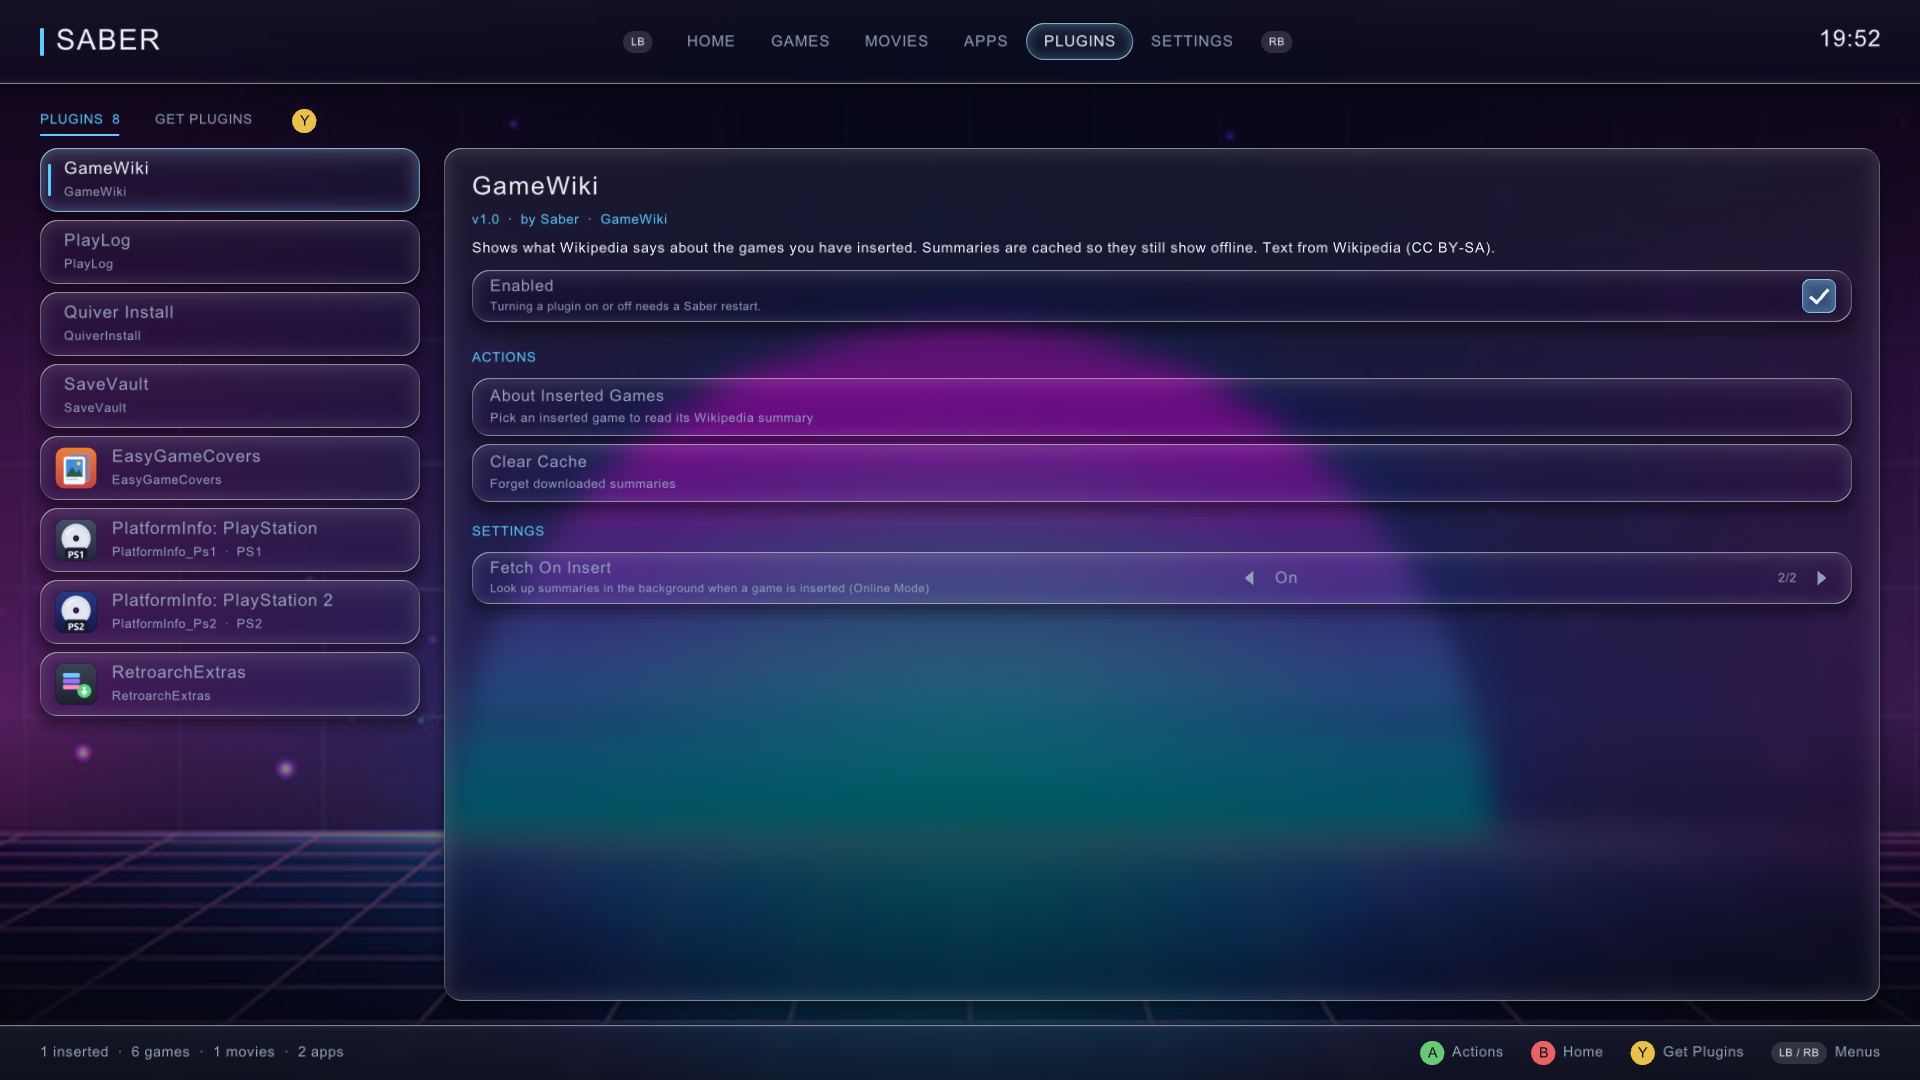 SABER
LB HOME GAMES MOVIES APPS PLUGINS SETTINGS RB
19:52
PLUGINS 8 GET PLUGINS Y
GameWiki
GameWiki
PlayLog
PlayLog
Quiver Install
QuiverInstall
SaveVault
SaveVault
EasyGameCovers
EasyGameCovers
PS1
PlatformInfo: PlayStation
PlatformInfo_Ps1 · PS1
PS2
PlatformInfo: PlayStation 2
PlatformInfo_Ps2 · PS2
RetroarchExtras
RetroarchExtras
GameWiki
v1.0 · by Saber · GameWiki
Shows what Wikipedia says about the games you have inserted. Summaries are cached so they still show offline. Text from Wikipedia (CC BY-SA).
Enabled
Turning a plugin on or off needs a Saber restart.
ACTIONS
About Inserted Games
Pick an inserted game to read its Wikipedia summary
Clear Cache
Forget downloaded summaries
SETTINGS
Fetch On Insert
Look up summaries in the background when a game is inserted (Online Mode)
On
2/2
1 inserted · 6 games · 1 movies · 2 apps
A Actions B Home Y Get Plugins LB / RB Menus